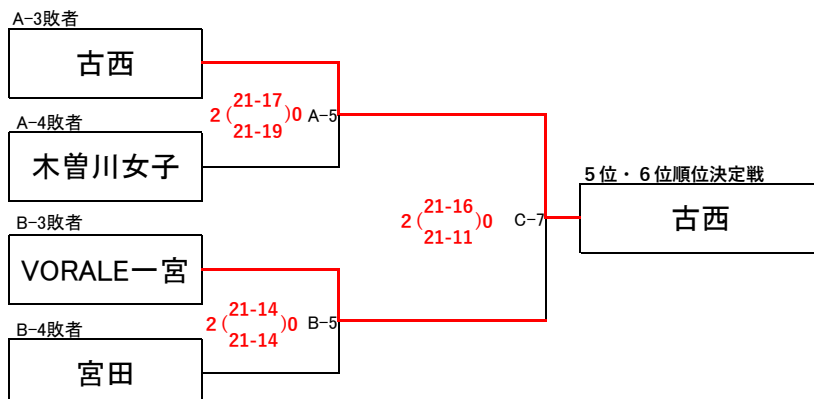 A-3敗者
古西
21-17
2 ( )0 A-5
21-19
A-4敗者
木曽川女子
B-3敗者
VORALE一宮
21-14
2 ( )0 B-5
21-14
B-4敗者
宮田
21-16
2 ( )0 C-7
21-11
5位・6位順位決定戦
古西